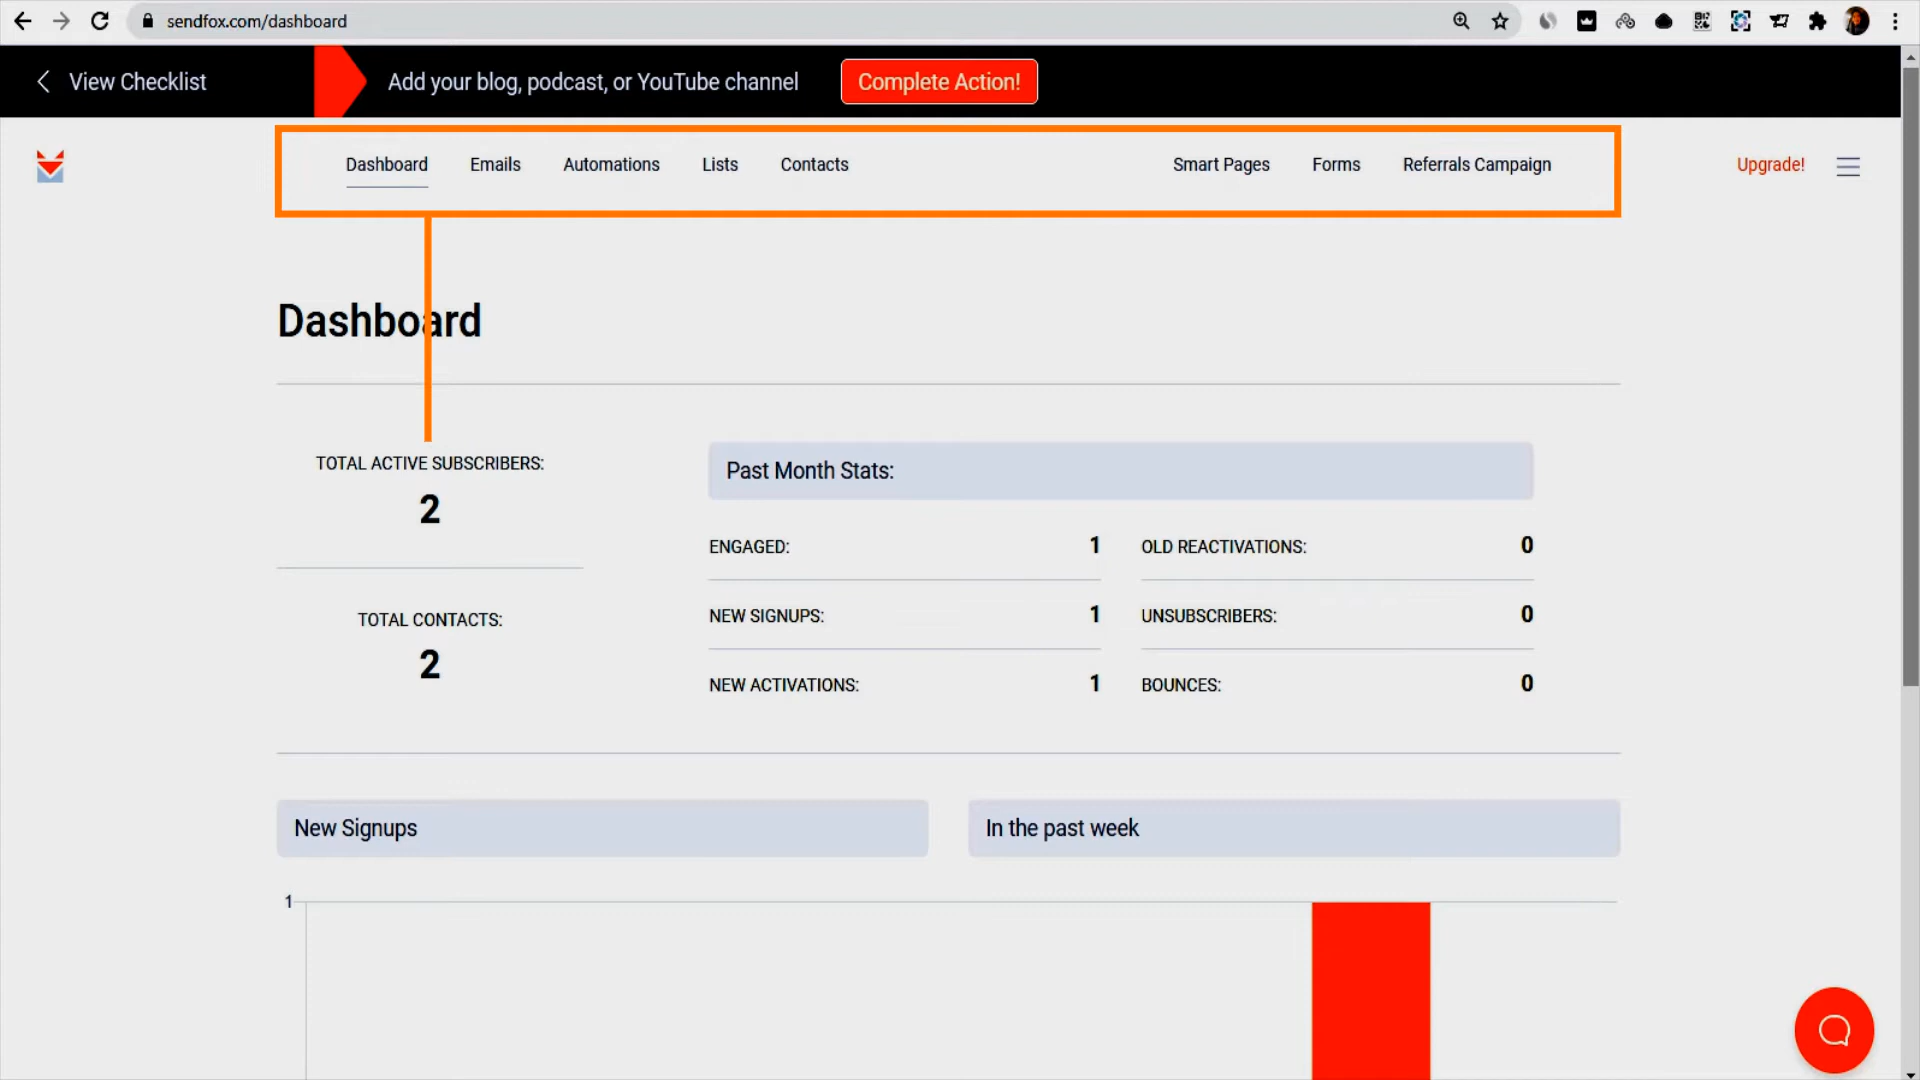 sendfox.com/dashboard
View Checklist
Add your blog, podcast, or YouTube channel
Complete Action!
Dashboard
Emails
Automations
Lists
Contacts
Smart Pages
Forms
Referrals Campaign
Upgrade!
Dashboard
TOTAL ACTIVE SUBSCRIBERS:
2
TOTAL CONTACTS:
2
Past Month Stats:
ENGAGED: 1
OLD REACTIVATIONS: 0
NEW SIGNUPS: 1
UNSUBSCRIBERS: 0
NEW ACTIVATIONS: 1
BOUNCES: 0
New Signups
In the past week
1